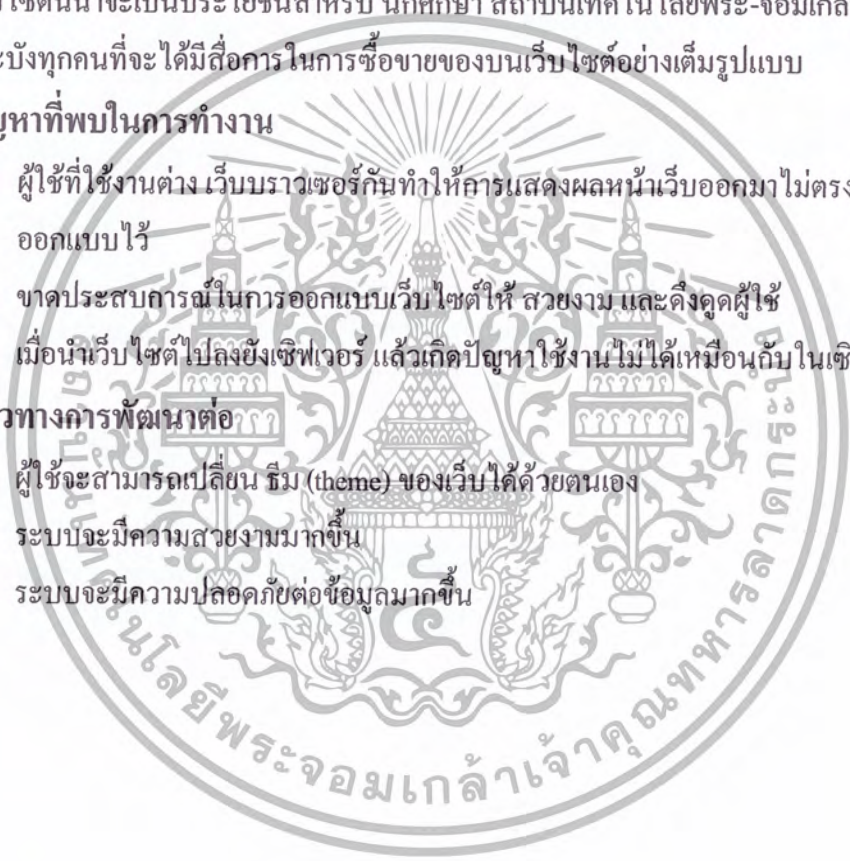 ประโยชน์สำหรับ นักศึกษา สถาบันเทคโนโลยีพระ-จอมเกล้า
ะบังทุกคนที่จะได้มีสื่อการในการซื้อขายของบนเว็บไซต์อย่างเต็มรูปแบบ
ญหาที่พบในการทำงาน
ผู้ใช้ที่ใช้งานต่าง เว็บบราวเซอร์กันทำให้การแสดงผลหน้าเว็บออกมาไม่ตรง
ออกแบบไว้
ขาดประสบการณ์ในการออกแบบเว็บไซต์ให้ สวยงาม และดึงดูดผู้ใช้
เมื่อนำเว็บไซต์ไปลงยังเซิฟเวอร์ แล้วเกิดปัญหาใช้งานไม่ได้เหมือนกับในเซิ
วทางการพัฒนาต่อ
ผู้ใช้จะสามารถเปลี่ยน ธีม (theme) ของเว็บได้ด้วยตนเอง
ระบบจะมีความสวยงามมากขึ้น
ระบบจะมีความปลอดภัยต่อข้อมูลมากขึ้น
สถาบันเทคโนโลยีพระจอมเกล้าเจ้าคุณทหารลาดกระบัง